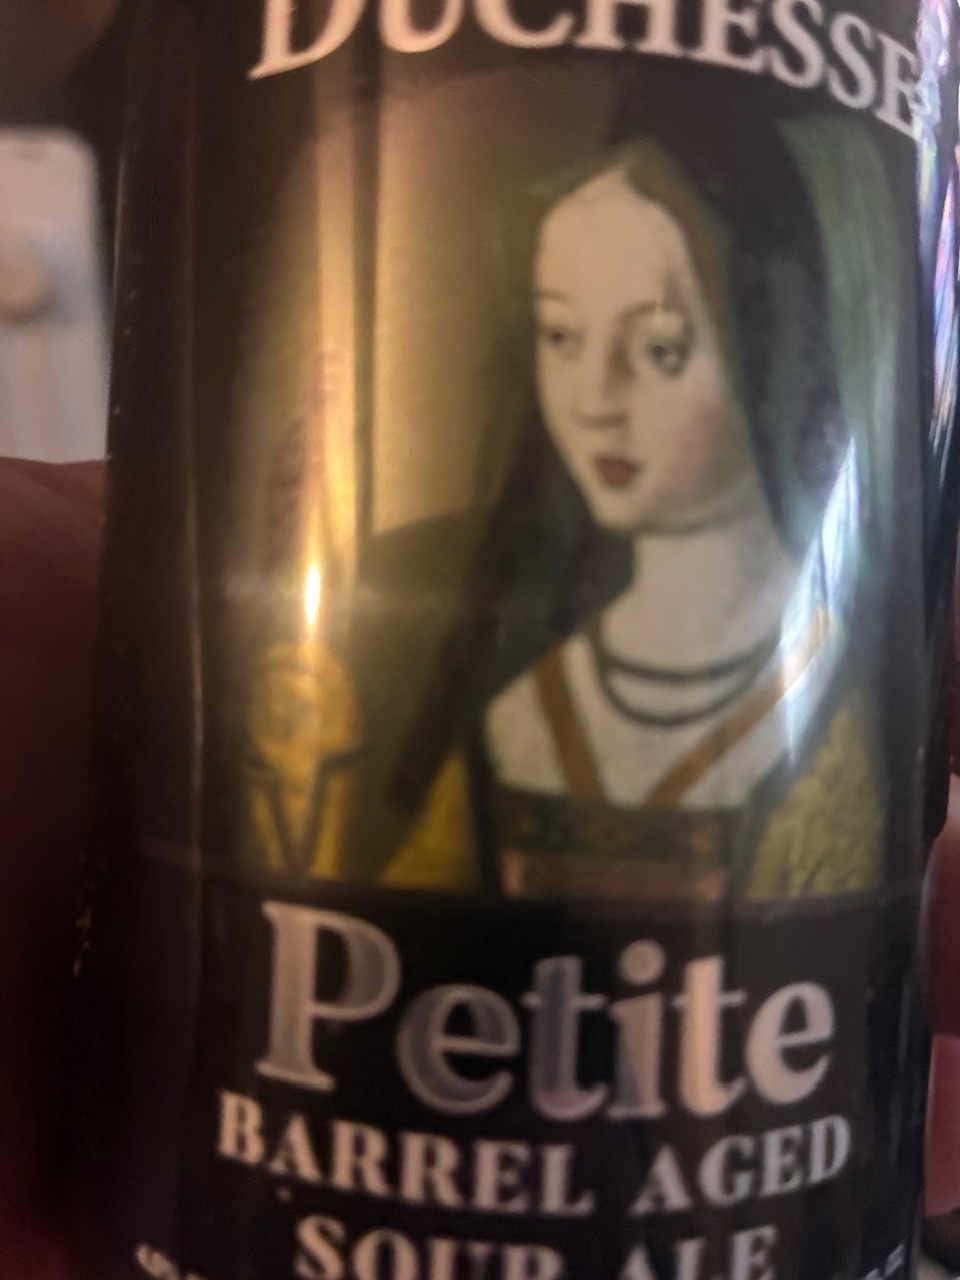 DUCHESSE
Petite
BARREL AGED
SOUR ALE